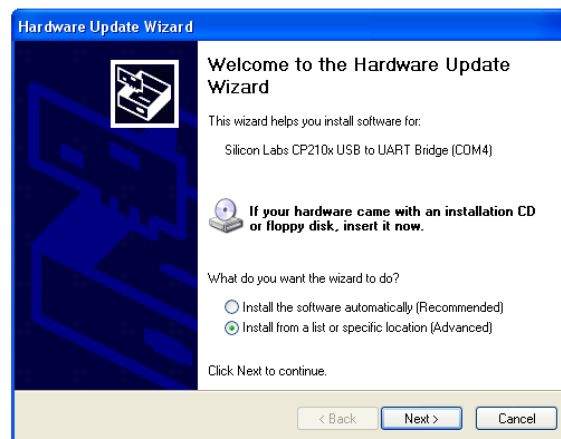 Hardware Update Wizard
Welcome to the Hardware Update
Wizard
This wizard helps you install software for:
Silicon Labs CP210x USB to UART Bridge (COM4)
If your hardware came with an installation CD
or floppy disk, insert it now.
What do you want the wizard to do?
Install the software automatically (Recommended)
Install from a list or specific location (Advanced)
Click Next to continue.
< Back Next > Cancel